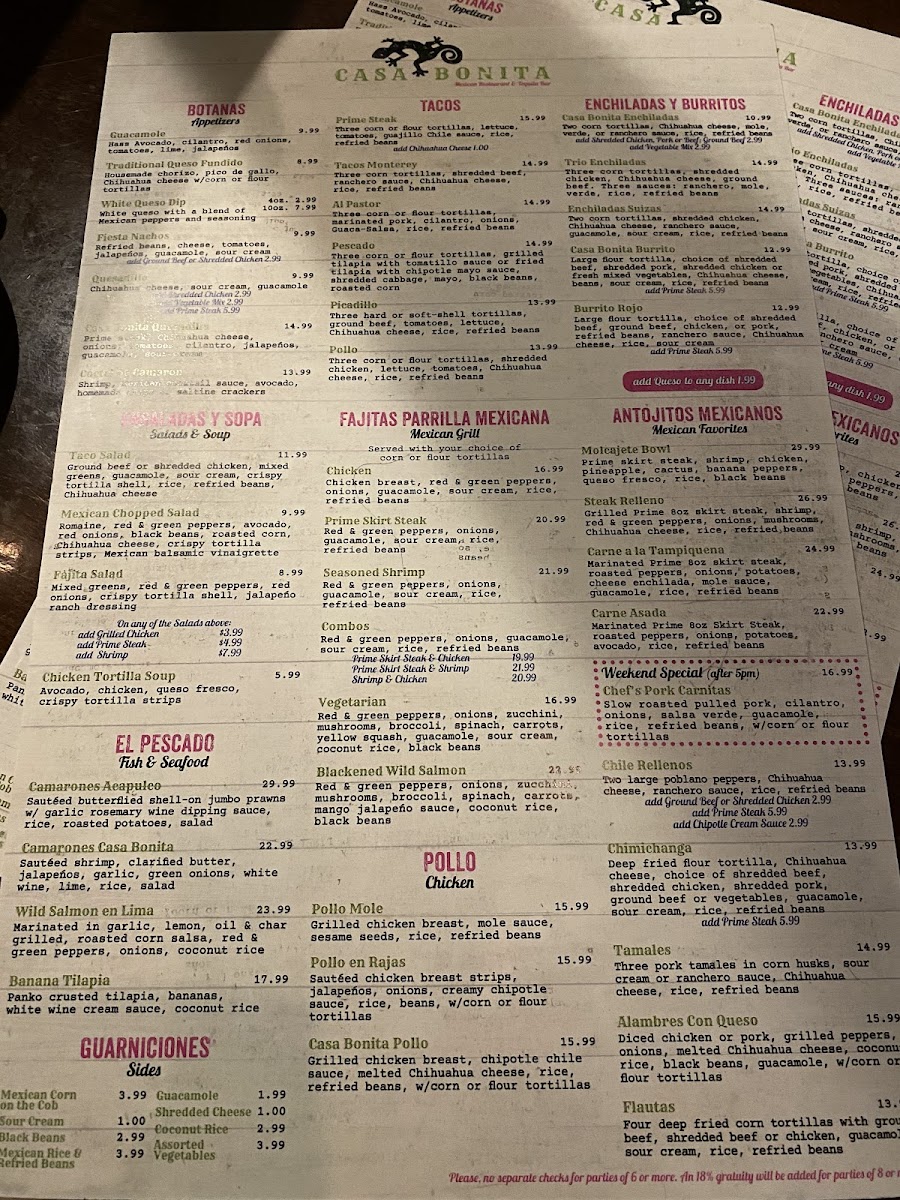 CASA BONITA
Mexican Restaurant & Tequila Bar
BOTANAS
Appetizers
Guacamole 9.99
Hass Avocado, cilantro, red onions,
tomatoes, lime, jalapeños
Traditional Queso Fundido 8.99
Housemade chorizo, pico de gallo,
Chihuahua cheese w/corn or flour
tortillas
White Queso Dip 4oz. 2.99
White queso with a blend of 10oz. 7.99
Mexican peppers and seasoning
Fiesta Nachos 9.99
Refried beans, cheese, tomatoes,
jalapeños, guacamole, sour cream
add Ground Beef or Shredded Chicken 2.99
9.99
Chihuahua cheese, sour cream, guacamole
Shredded Chicken 2.99
Vegetable Mix 2.99
add Prime Steak 5.99
14.99
Prime cheese,
cilantro, jalapeños,
13.99
Shrimp, sauce, avocado,
saltine crackers
ENSALADAS Y SOPA
Salads & Soup
Taco Salad 11.99
Ground beef or shredded chicken, mixed
greens, guacamole, sour cream, crispy
tortilla shell, rice, refried beans,
Chihuahua cheese
Mexican Chopped Salad 9.99
Romaine, red & green peppers, avocado,
red onions, black beans, roasted corn,
Chihuahua cheese, crispy tortilla
strips, Mexican balsamic vinaigrette
Fajita Salad 8.99
Mixed greens, red & green peppers, red
onions, crispy tortilla shell, jalapeño
ranch dressing
On any of the Salads above:
add Grilled Chicken $3.99
add Prime Steak $4.99
add Shrimp $7.99
Chicken Tortilla Soup 5.99
Avocado, chicken, queso fresco,
crispy tortilla strips
EL PESCADO
Fish & Seafood
Camarones Acapulco 29.99
Sautéed butterflied shell-on jumbo prawns
w/ garlic rosemary wine dipping sauce,
rice, roasted potatoes, salad
Camarones Casa Bonita 22.99
Sautéed shrimp, clarified butter,
jalapeños, garlic, green onions, white
wine, lime, rice, salad
Wild Salmon en Lima 23.99
Marinated in garlic, lemon, oil & char
grilled, roasted corn salsa, red &
green peppers, onions, coconut rice
Banana Tilapia 17.99
Panko crusted tilapia, bananas,
white wine cream sauce, coconut rice
GUARNICIONES
Sides
Mexican Corn
on the Cob 3.99
Sour Cream 1.00
Black Beans 2.99
Mexican Rice &
Refried Beans 3.99
Guacamole 1.99
Shredded Cheese 1.00
Coconut Rice 2.99
Assorted
Vegetables 3.99
TACOS
Prime Steak 15.99
Three corn or flour tortillas, lettuce,
tomatoes, guajillo Chile sauce, rice,
refried beans
add Chihuahua Cheese 1.00
Tacos Monterey 14.99
Three corn tortillas, shredded beef,
ranchero sauce, Chihuahua cheese,
rice, refried beans
Al Pastor 14.99
Three corn or flour tortillas,
marinated pork, cilantro, onions,
Guaca-Salsa, rice, refried beans
Pescado 14.99
Three corn or flour tortillas, grilled
tilapia with tomatillo sauce or fried
tilapia with chipotle mayo sauce,
shredded cabbage, mayo, black beans,
roasted corn
Picadillo 13.99
Three hard or soft-shell tortillas,
ground beef, tomatoes, lettuce,
Chihuahua cheese, rice, refried beans
Pollo 13.99
Three corn or flour tortillas, shredded
chicken, lettuce, tomatoes, Chihuahua
cheese, rice, refried beans
FAJITAS PARRILLA MEXICANA
Mexican Grill
Served with your choice of
corn or flour tortillas
Chicken 16.99
Chicken breast, red & green peppers,
onions, guacamole, sour cream, rice,
refried beans
Prime Skirt Steak 20.99
Red & green peppers, onions,
guacamole, sour cream, rice,
refried beans
Seasoned Shrimp 21.99
Red & green peppers, onions,
guacamole, sour cream, rice,
refried beans
Combos
Red & green peppers, onions, guacamole,
sour cream, rice, refried beans
Prime Skirt Steak & Chicken 19.99
Prime Skirt Steak & Shrimp 21.99
Shrimp & Chicken 20.99
Vegetarian 16.99
Red & green peppers, onions, zucchini,
mushrooms, broccoli, spinach, carrots,
yellow squash, guacamole, sour cream,
coconut rice, black beans
Blackened Wild Salmon
Red & green peppers, onions, zucchini,
mushrooms, broccoli, spinach, carrots,
mango jalapeño sauce, coconut rice,
black beans
POLLO
Chicken
Pollo Mole 15.99
Grilled chicken breast, mole sauce,
sesame seeds, rice, refried beans
Pollo en Rajas 15.99
Sautéed chicken breast strips,
jalapeños, onions, creamy chipotle
sauce, rice, beans, w/corn or flour
tortillas
Casa Bonita Pollo 15.99
Grilled chicken breast, chipotle chile
sauce, melted Chihuahua cheese, rice,
refried beans, w/corn or flour tortillas
ENCHILADAS Y BURRITOS
Casa Bonita Enchiladas 10.99
Two corn tortillas, Chihuahua cheese, mole,
verde, or ranchero sauce, rice, refried beans
add Shredded Chicken, Pork or Beef; Ground Beef 2.99
add Vegetable Mix 2.99
Trio Enchiladas 14.99
Three corn tortillas, shredded
chicken, Chihuahua cheese, ground
beef. Three sauces: ranchero, mole,
verde, rice, refried beans
Enchiladas Suizas 14.99
Two corn tortillas, shredded chicken,
Chihuahua cheese, ranchero sauce,
guacamole, sour cream, rice, refried beans
Casa Bonita Burrito 12.99
Large flour tortilla, choice of shredded
beef, shredded pork, shredded chicken or
fresh mixed vegetables, Chihuahua cheese,
beans, sour cream, rice, refried beans
add Prime Steak 5.99
Burrito Rojo 12.99
Large flour tortilla, choice of shredded
beef, ground beef, chicken, or pork,
refried beans, ranchero sauce, Chihuahua
cheese, rice, sour cream
add Prime Steak 5.99
add Queso to any dish 1.99
ANTOJITOS MEXICANOS
Mexican Favorites
Molcajete Bowl 29.99
Prime skirt steak, shrimp, chicken,
pineapple, cactus, banana peppers,
queso fresco, rice, black beans
Steak Relleno 26.99
Grilled Prime 8oz skirt steak, shrimp,
red & green peppers, onions, mushrooms,
Chihuahua cheese, rice, refried beans
Carne a la Tampiquena 24.99
Marinated Prime 8oz skirt steak,
roasted peppers, onions, potatoes,
cheese enchilada, mole sauce,
guacamole, rice, refried beans
Carne Asada 22.99
Marinated Prime 8oz Skirt Steak,
roasted peppers, onions, potatoes,
avocado, rice, refried beans
Weekend Special (after 5pm) 16.99
Chef's Pork Carnitas
Slow roasted pulled pork, cilantro,
onions, salsa verde, guacamole,
rice, refried beans, w/corn or flour
tortillas
Chile Rellenos 13.99
Two large poblano peppers, Chihuahua
cheese, ranchero sauce, rice, refried beans
add Ground Beef or Shredded Chicken 2.99
add Prime Steak 5.99
add Chipotle Cream Sauce 2.99
Chimichanga 13.99
Deep fried flour tortilla, Chihuahua
cheese, choice of shredded beef,
shredded chicken, shredded pork,
ground beef or vegetables, guacamole,
sour cream, rice, refried beans
add Prime Steak 5.99
Tamales 14.99
Three pork tamales in corn husks, sour
cream or ranchero sauce, Chihuahua
cheese, rice, refried beans
Alambres Con Queso 15.99
Diced chicken or pork, grilled peppers,
onions, melted Chihuahua cheese, coconu
rice, black beans, guacamole, w/corn or
flour tortillas
Flautas 13.
Four deep fried corn tortillas with grou
beef, shredded beef or chicken, guacamol
sour cream, rice, refried beans
Please, no separate checks for parties of 6 or more. An 18% gratuity will be added for parties of 8 or